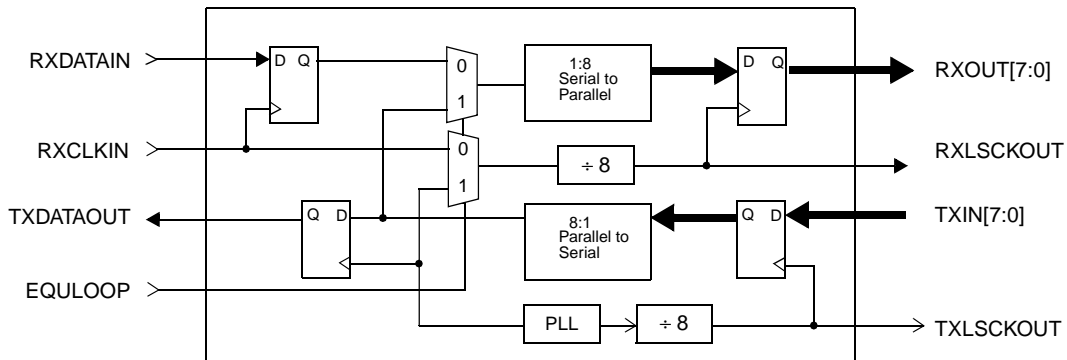 RXDATAIN
D Q
0
1
1:8
Serial to
Parallel
D Q
RXOUT[7:0]
RXCLKIN
0
1
÷ 8
RXLSCKOUT
TXDATAOUT
Q D
8:1
Parallel to
Serial
Q D
TXIN[7:0]
EQULOOP
PLL
÷ 8
TXLSCKOUT